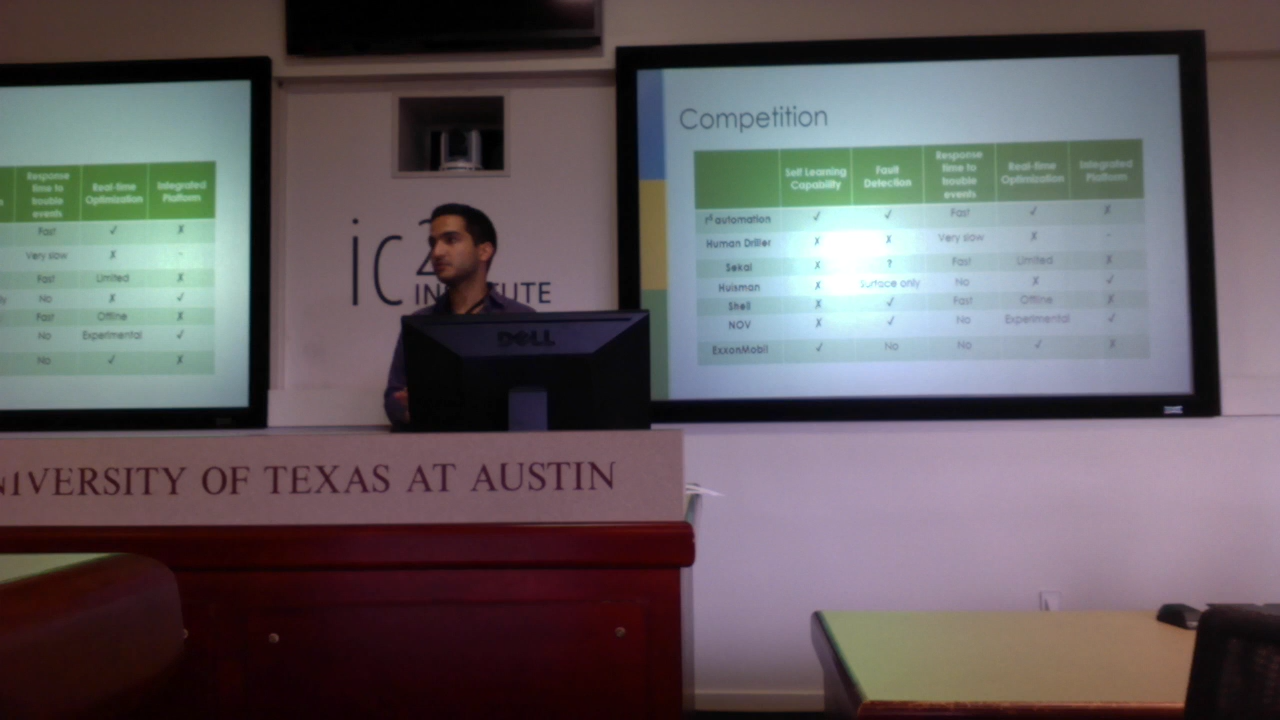 Response
time to
trouble
events
Real-time
Optimization
Integrated
Platform
Fast ✓ ✗
Very slow ✗ -
Fast Limited ✗
No ✗ ✓
Fast Offline ✗
No Experimental ✓
No ✓ ✗
ic²
INSTITUTE
DELL
UNIVERSITY OF TEXAS AT AUSTIN
Competition
Self Learning
Capability
Fault
Detection
Response
time to
trouble
events
Real-time
Optimization
Integrated
Platform
automation ✓ ✓ Fast ✓ ✗
Human Driller ✗ ✗ Very slow ✗ -
Sekal ✗ ? Fast Limited ✗
Huisman ✗ Surface only No ✗ ✓
Shell ✗ ✓ Fast Offline ✗
NOV ✗ ✓ No Experimental ✓
ExxonMobil ✓ No No ✓ ✗